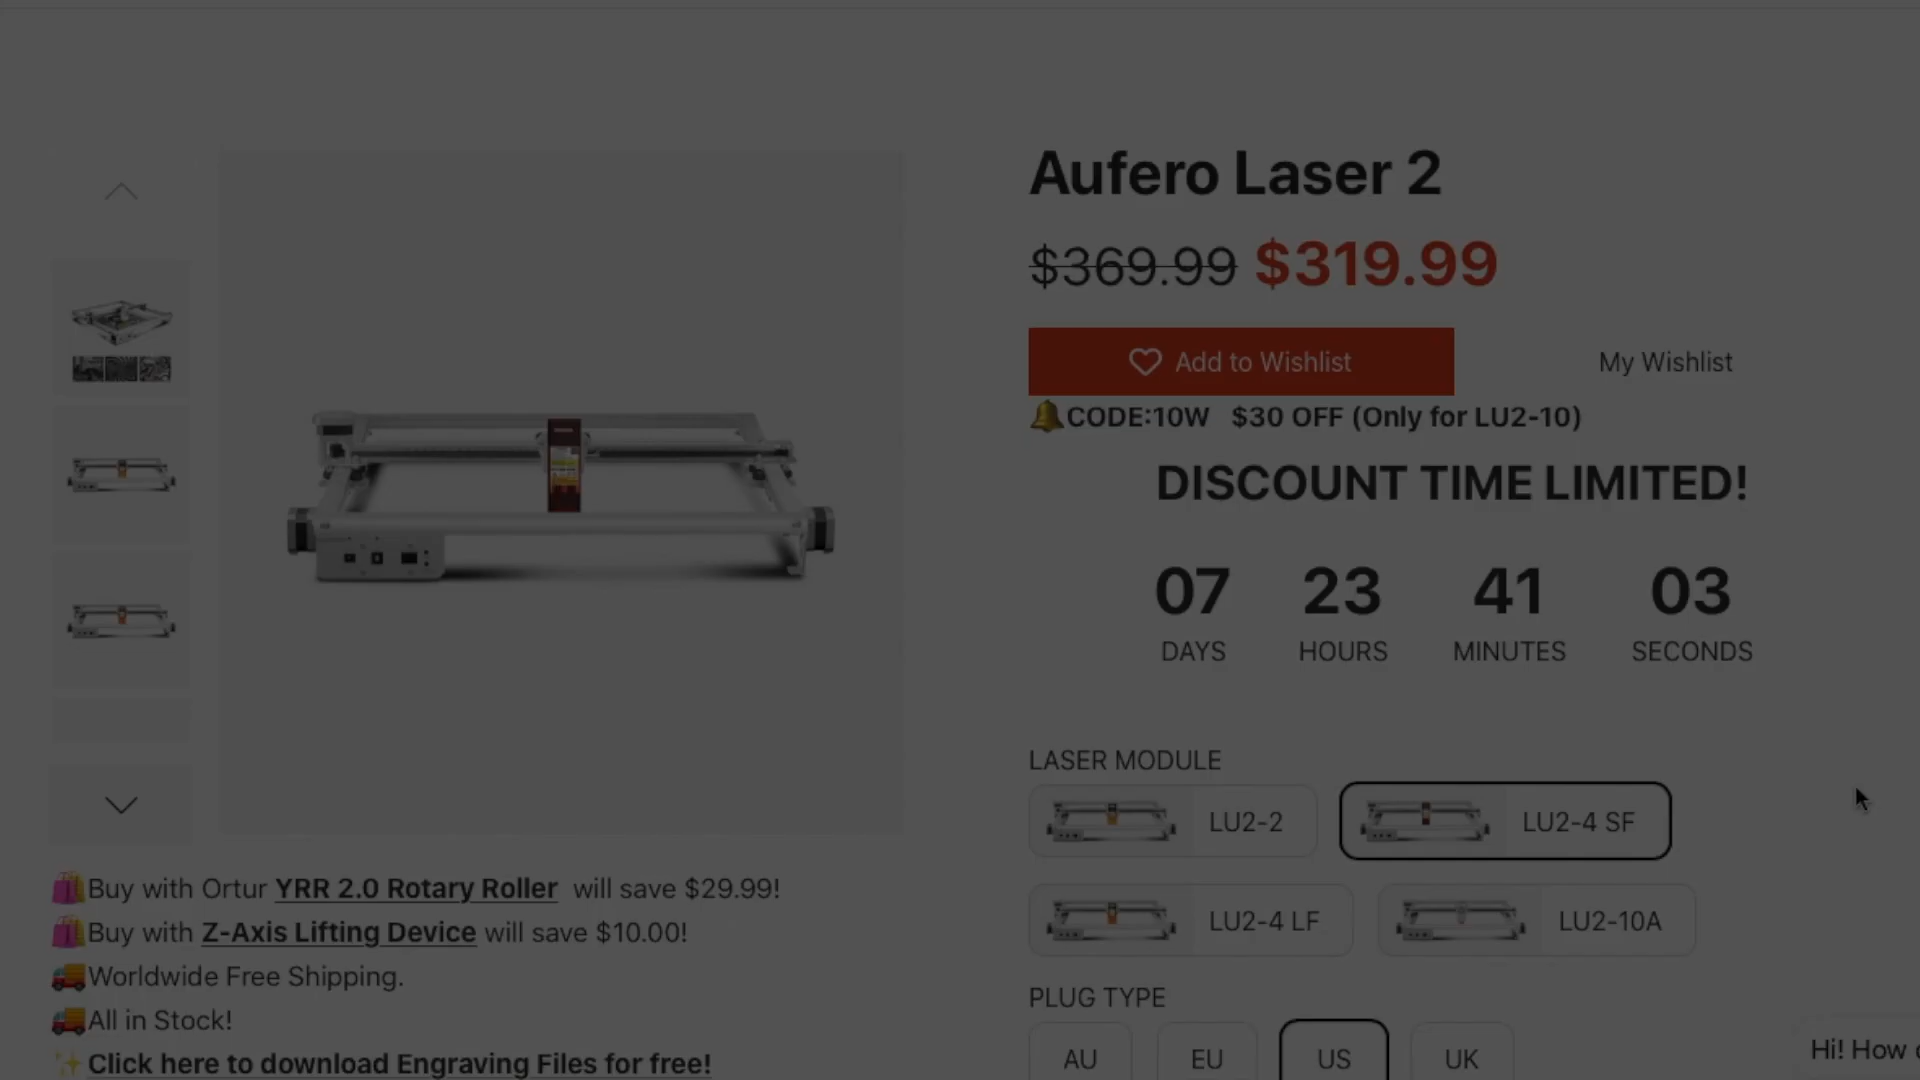 Aufero Laser 2
$369.99 $319.99
Add to Wishlist
My Wishlist
CODE:10W $30 OFF (Only for LU2-10)
DISCOUNT TIME LIMITED!
07 23 41 03
DAYS HOURS MINUTES SECONDS
LASER MODULE
LU2-2
LU2-4 SF
LU2-4 LF
LU2-10A
PLUG TYPE
AU
EU
US
UK
Buy with Ortur YRR 2.0 Rotary Roller will save $29.99!
Buy with Z-Axis Lifting Device will save $10.00!
Worldwide Free Shipping.
All in Stock!
Click here to download Engraving Files for free!
Hi! How